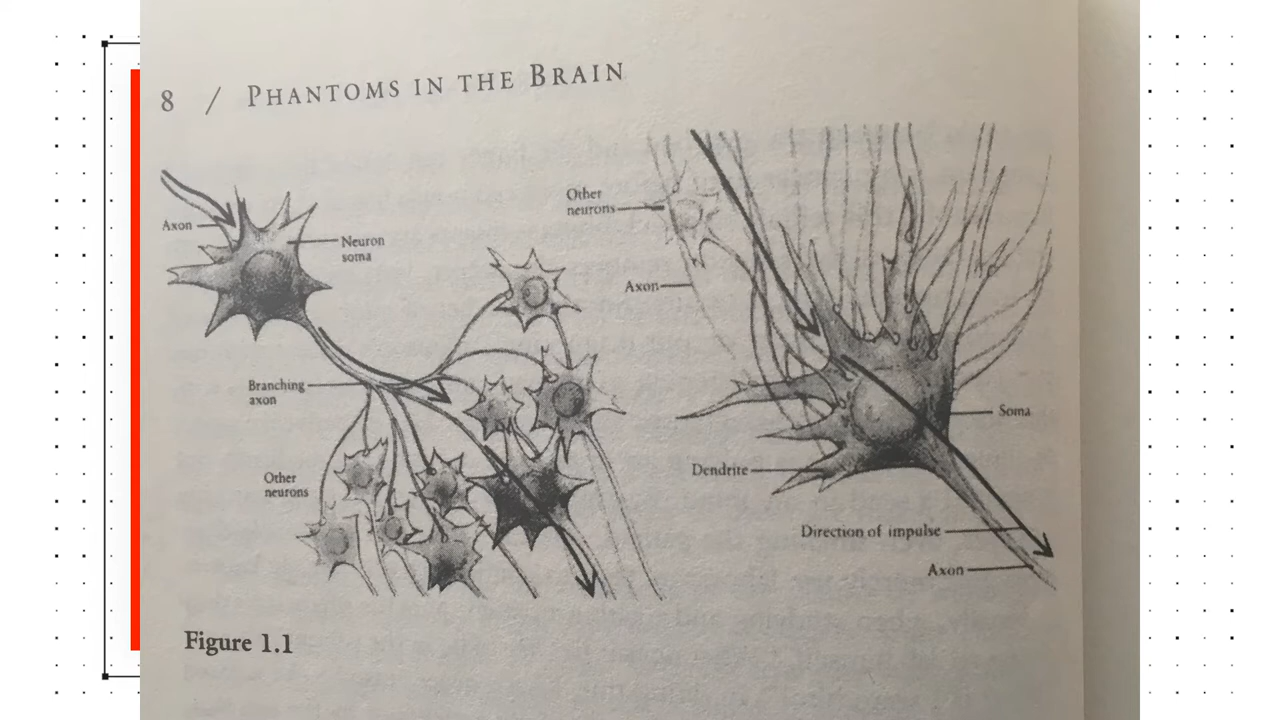 8 / PHANTOMS IN THE BRAIN
Axon
Neuron
soma
Branching
axon
Other
neurons
Other
neurons
Axon
Soma
Dendrite
Direction of impulse
Axon
Figure 1.1